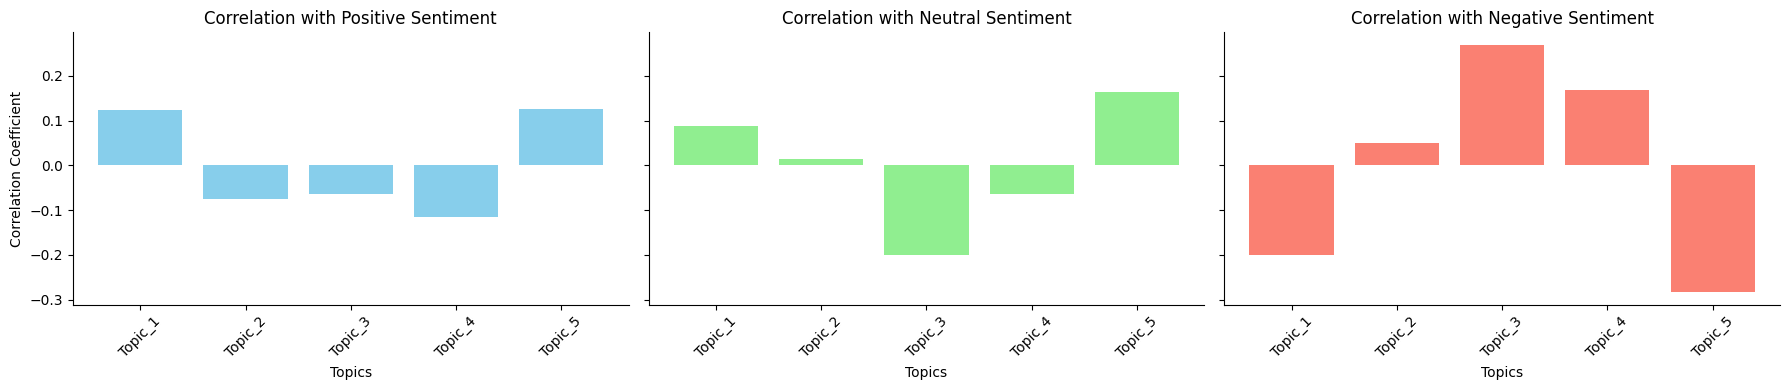 Correlation with Positive Sentiment
Correlation with Neutral Sentiment
Correlation with Negative Sentiment
Correlation Coefficient
0.2
0.1
0.0
−0.1
−0.2
−0.3
Topic_1
Topic_2
Topic_3
Topic_4
Topic_5
Topics
Topic_1
Topic_2
Topic_3
Topic_4
Topic_5
Topics
Topic_1
Topic_2
Topic_3
Topic_4
Topic_5
Topics